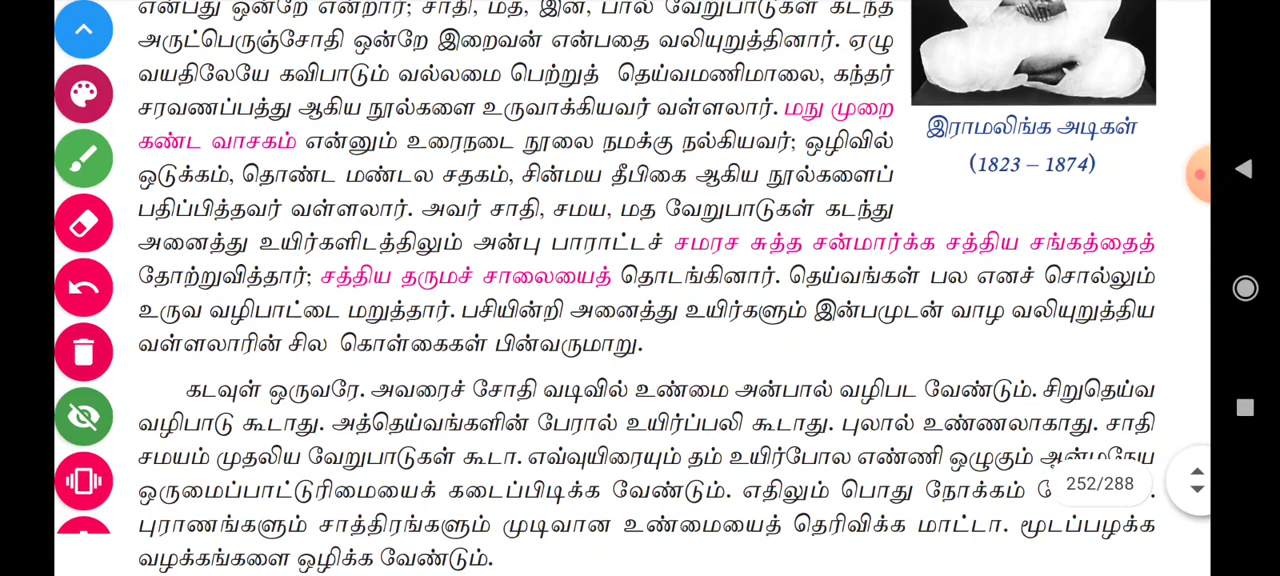 என்பது ஒன்றே என்றார்; சாதி, மத, இன, பால் வேறுபாடுகள் கடந்த
அருட்பெருஞ்சோதி ஒன்றே இறைவன் என்பதை வலியுறுத்தினார். ஏழு
வயதிலேயே கவிபாடும் வல்லமை பெற்றுத் தெய்வமணிமாலை, கந்தர்
சரவணப்பத்து ஆகிய நூல்களை உருவாக்கியவர் வள்ளலார். மநு முறை
கண்ட வாசகம் என்னும் உரைநடை நூலை நமக்கு நல்கியவர்; ஒழிவில்
ஒடுக்கம், தொண்ட மண்டல சதகம், சின்மய தீபிகை ஆகிய நூல்களைப்
பதிப்பித்தவர் வள்ளலார். அவர் சாதி, சமய, மத வேறுபாடுகள் கடந்து
அனைத்து உயிர்களிடத்திலும் அன்பு பாராட்டச் சமரச சுத்த சன்மார்க்க சத்திய சங்கத்தைத்
தோற்றுவித்தார்; சத்திய தருமச் சாலையைத் தொடங்கினார். தெய்வங்கள் பல எனச் சொல்லும்
உருவ வழிபாட்டை மறுத்தார். பசியின்றி அனைத்து உயிர்களும் இன்பமுடன் வாழ வலியுறுத்திய
வள்ளலாரின் சில கொள்கைகள் பின்வருமாறு.
இராமலிங்க அடிகள்
(1823 – 1874)
கடவுள் ஒருவரே. அவரைச் சோதி வடிவில் உண்மை அன்பால் வழிபட வேண்டும். சிறுதெய்வ
வழிபாடு கூடாது. அத்தெய்வங்களின் பேரால் உயிர்ப்பலி கூடாது. புலால் உண்ணலாகாது. சாதி
சமயம் முதலிய வேறுபாடுகள் கூடா. எவ்வுயிரையும் தம் உயிர்போல எண்ணி ஒழுகும் ஆன்மநேய
ஒருமைப்பாட்டுரிமையைக் கடைப்பிடிக்க வேண்டும். எதிலும் பொது நோக்கம்
புராணங்களும் சாத்திரங்களும் முடிவான உண்மையைத் தெரிவிக்க மாட்டா. மூடப்பழக்க
வழக்கங்களை ஒழிக்க வேண்டும்.
252/288